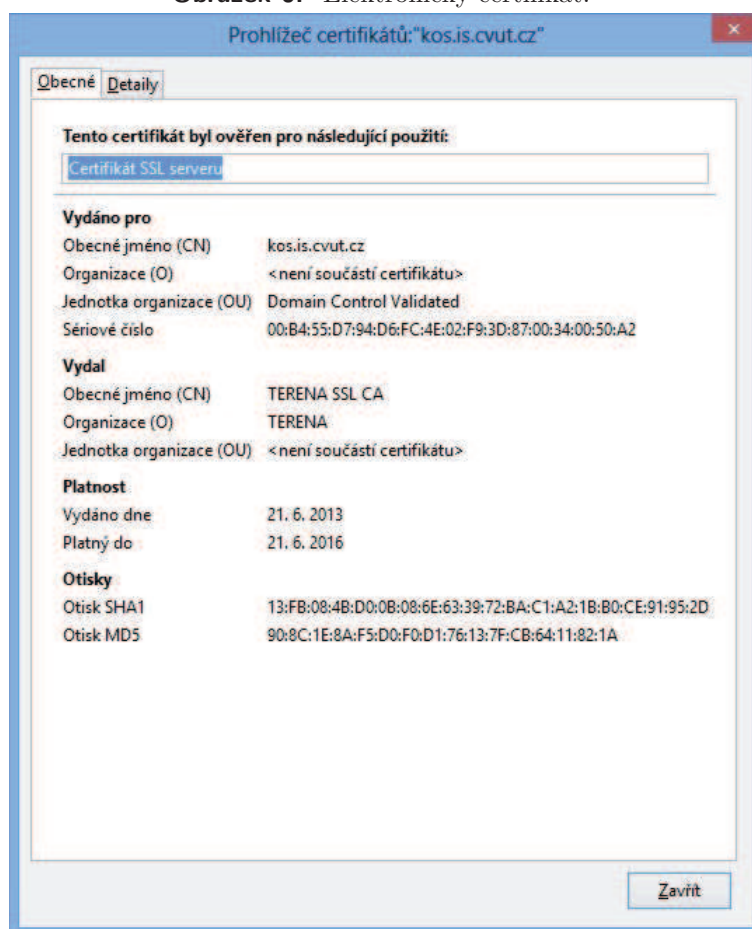 Elektronický certifikát.
Prohlížeč certifikátů:"kos.is.cvut.cz"
Obecné Detaily
Tento certifikát byl ověřen pro následující použití:
Certifikát SSL serveru
Vydáno pro
Obecné jméno (CN) kos.is.cvut.cz
Organizace (O) <není součástí certifikátu>
Jednotka organizace (OU) Domain Control Validated
Sériové číslo 00:B4:55:D7:94:D6:FC:4E:02:F9:3D:87:00:34:00:50:A2
Vydal
Obecné jméno (CN) TERENA SSL CA
Organizace (O) TERENA
Jednotka organizace (OU) <není součástí certifikátu>
Platnost
Vydáno dne 21. 6. 2013
Platný do 21. 6. 2016
Otisky
Otisk SHA1 13:FB:08:4B:D0:0B:08:6E:63:39:72:BA:C1:A2:1B:B0:CE:91:95:2D
Otisk MD5 90:8C:1E:8A:F5:D0:F0:D1:76:13:7F:CB:64:11:82:1A
Zavřít